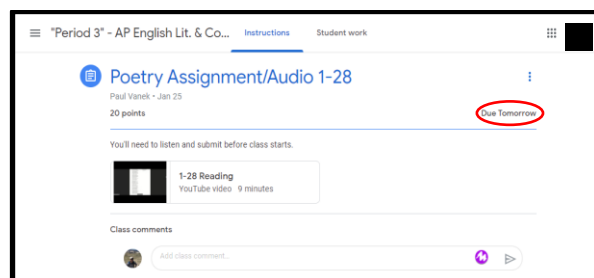 "Period 3" - AP English Lit. & Co... Instructions Student work
Poetry Assignment/Audio 1-28
Paul Vanek • Jan 25
20 points Due Tomorrow
You'll need to listen and submit before class starts.
1-28 Reading
YouTube video 9 minutes
Class comments
Add class comment...